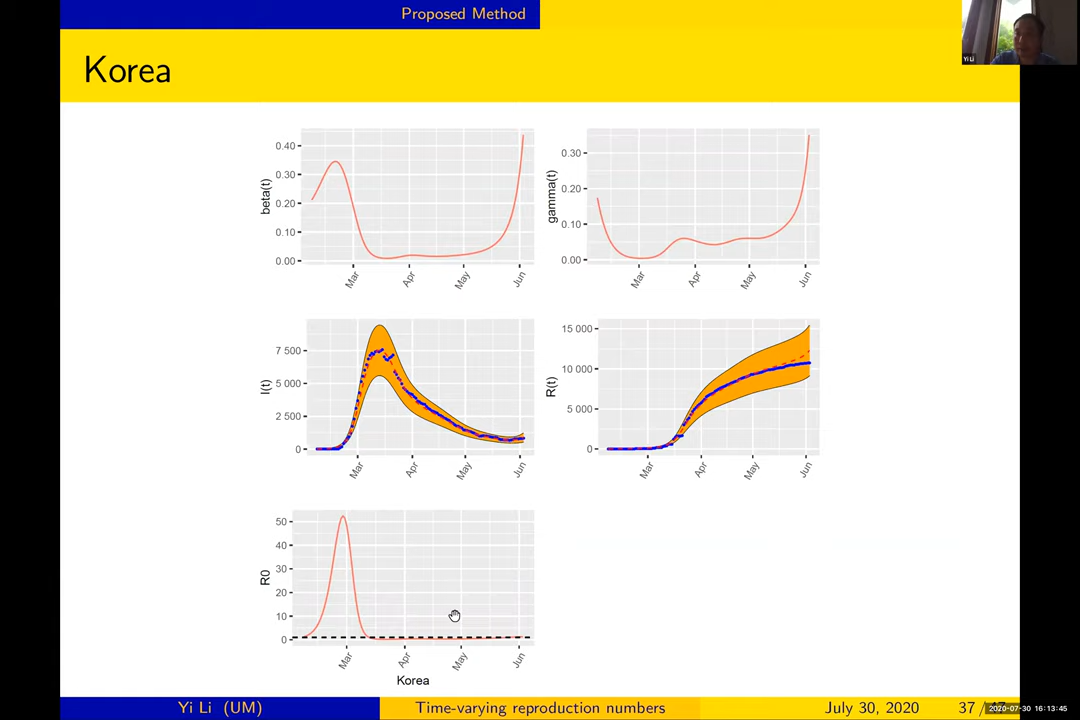 Proposed Method
Yi Li
Korea
beta(t)
0.40
0.30
0.20
0.10
0.00
Mar
Apr
May
Jun
gamma(t)
0.30
0.20
0.10
0.00
Mar
Apr
May
Jun
I(t)
7 500
5 000
2 500
0
Mar
Apr
May
Jun
R(t)
15 000
10 000
5 000
0
Mar
Apr
May
Jun
R0
50
40
30
20
10
0
Mar
Apr
May
Jun
Korea
Yi Li (UM)
Time-varying reproduction numbers
July 30, 2020
37 /
2020-07-30 16:13:45